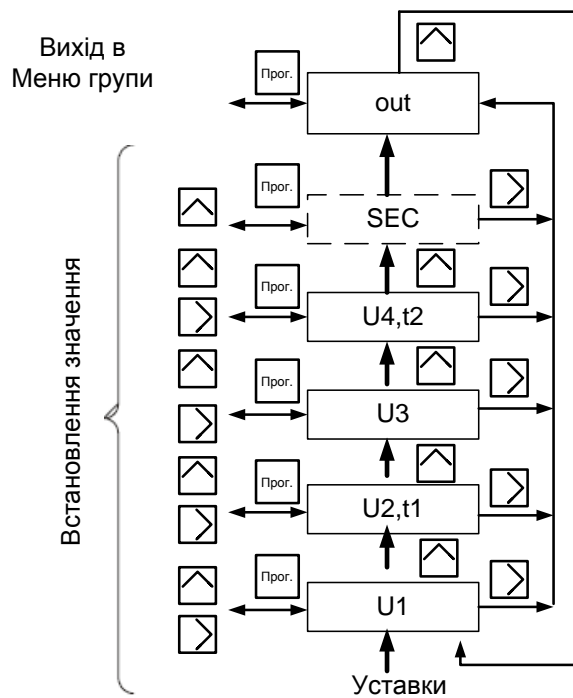 Вихід в
Меню групи
Прог.
out
Прог.
SEC
Прог.
U4,t2
Прог.
U3
Прог.
U2,t1
Прог.
U1
Встановлення значення
Уставки